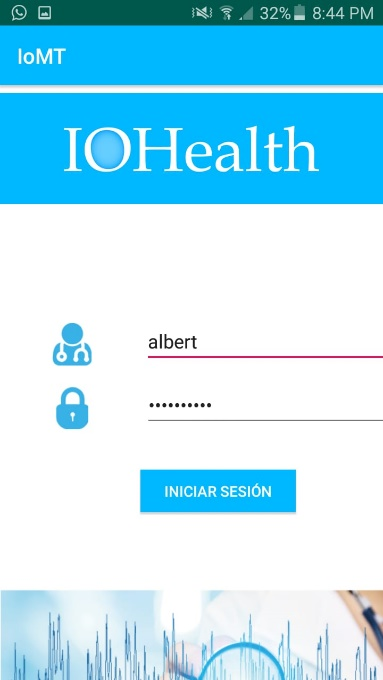 32% 8:44 PM
IoMT
IOHealth
albert
••••••••••
INICIAR SESIÓN